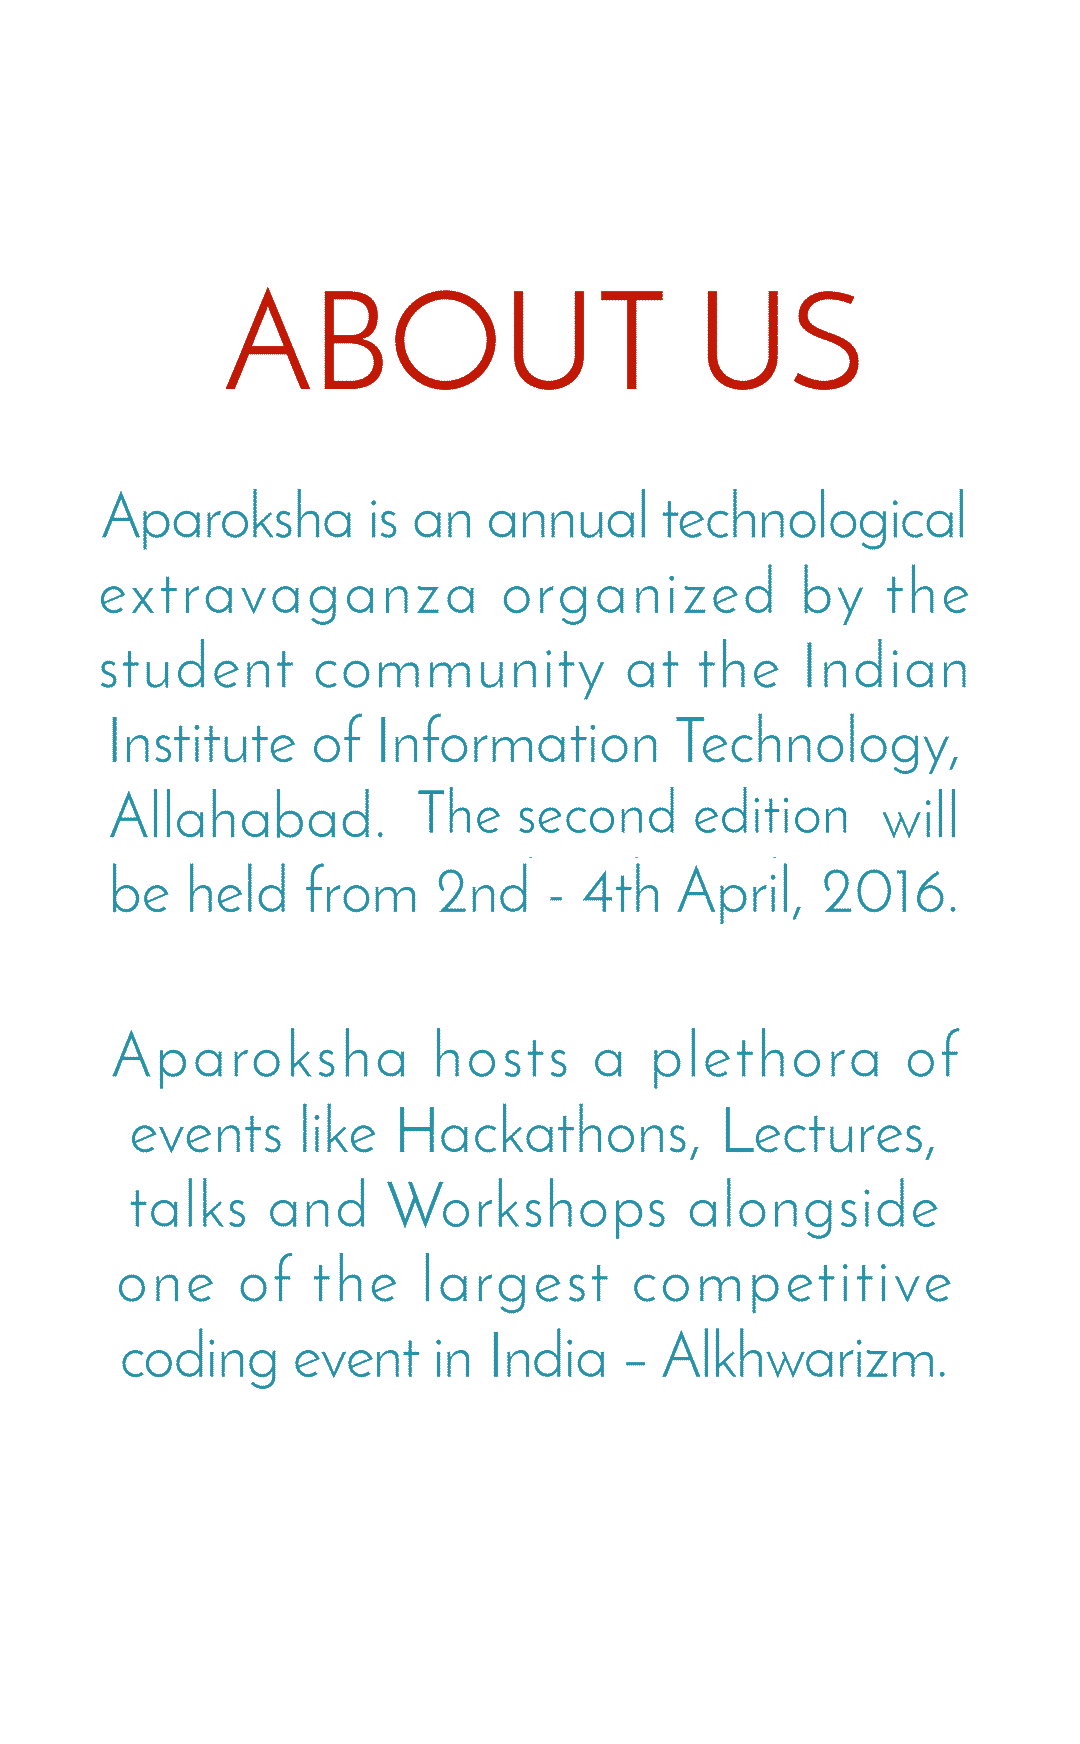 ABOUT US
Aparoksha is an annual technological
extravaganza organized by the
student community at the Indian
Institute of Information Technology,
Allahabad. The second edition will
be held from 2nd - 4th April, 2016.
Aparoksha hosts a plethora of
events like Hackathons, Lectures,
talks and Workshops alongside
one of the largest competitive
coding event in India – Alkhwarizm.